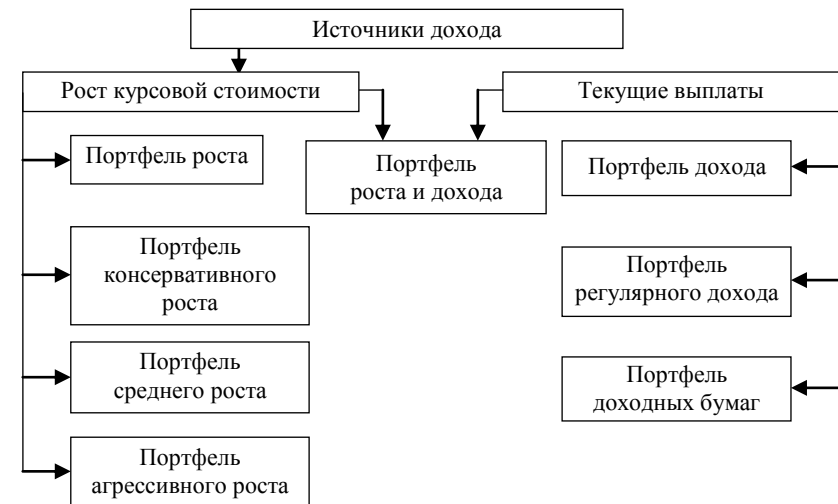 Источники дохода
Рост курсовой стоимости
Текущие выплаты
Портфель роста
Портфель
роста и дохода
Портфель дохода
Портфель
консервативного
роста
Портфель
регулярного дохода
Портфель
среднего роста
Портфель
доходных бумаг
Портфель
агрессивного роста